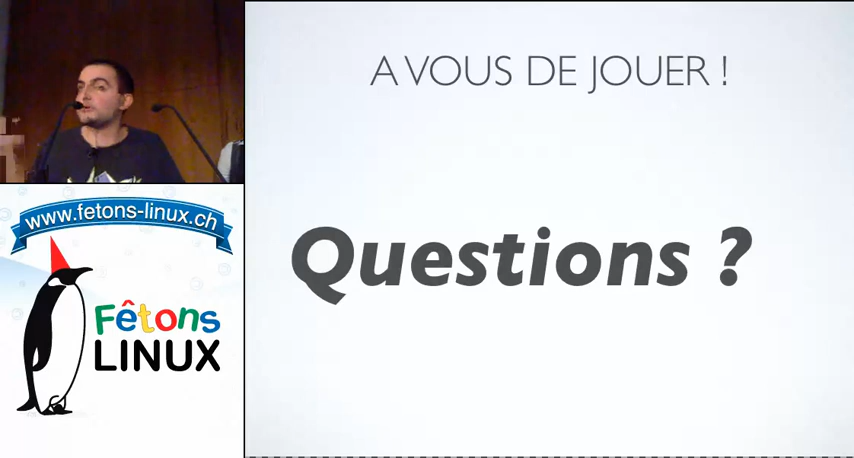 A VOUS DE JOUER !
Questions ?
www.fetons-linux.ch
Fêtons
LINUX